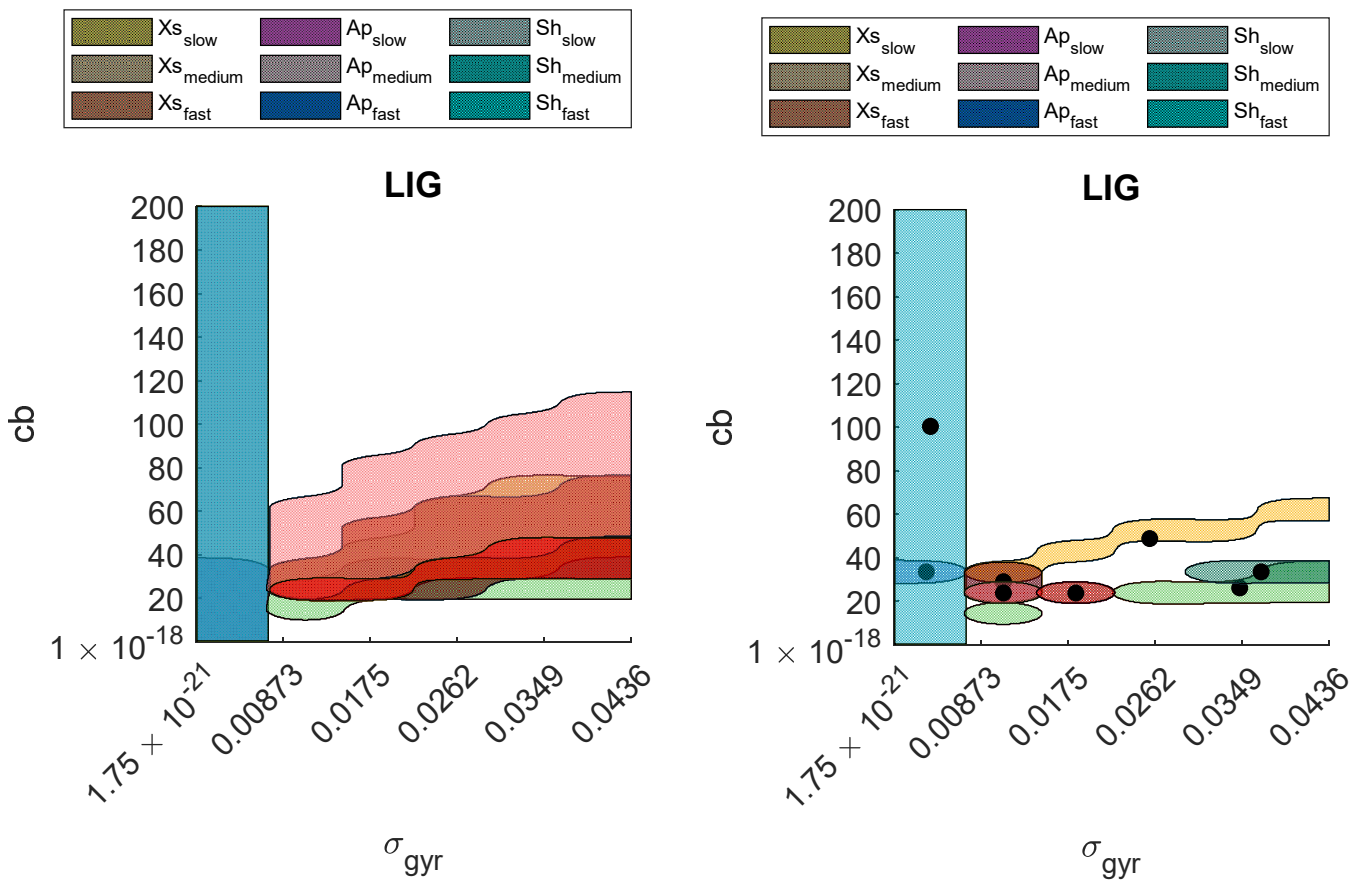 Xs_slow Ap_slow Sh_slow
Xs_medium Ap_medium Sh_medium
Xs_fast Ap_fast Sh_fast
LIG
200
180
160
140
120
100
80
60
40
20
1 × 10^-18
cb
1.75 × 10^-21
0.00873
0.0175
0.0262
0.0349
0.0436
σ_gyr
Xs_slow Ap_slow Sh_slow
Xs_medium Ap_medium Sh_medium
Xs_fast Ap_fast Sh_fast
LIG
200
180
160
140
120
100
80
60
40
20
1 × 10^-18
cb
1.75 × 10^-21
0.00873
0.0175
0.0262
0.0349
0.0436
σ_gyr